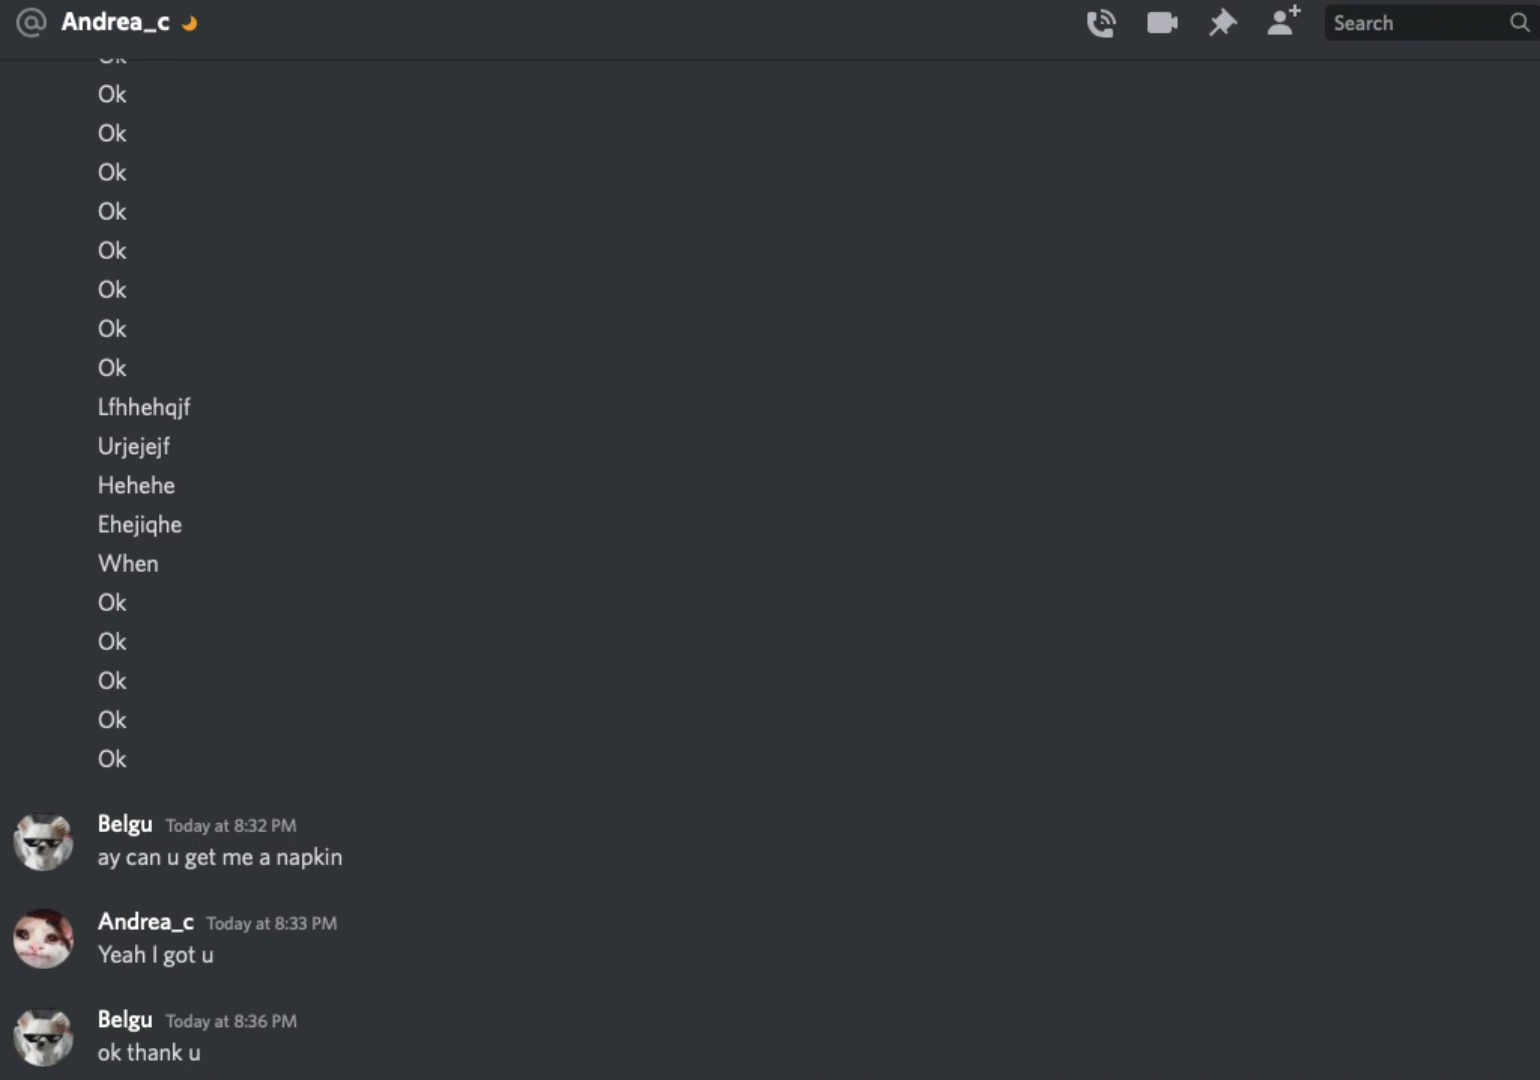 Andrea_c
Search
Ok
Ok
Ok
Ok
Ok
Ok
Ok
Ok
Ok
Lfhhehqjf
Urjejejf
Hehehe
Ehejiqhe
When
Ok
Ok
Ok
Ok
Ok
Belgu Today at 8:32 PM
ay can u get me a napkin
Andrea_c Today at 8:33 PM
Yeah I got u
Belgu Today at 8:36 PM
ok thank u